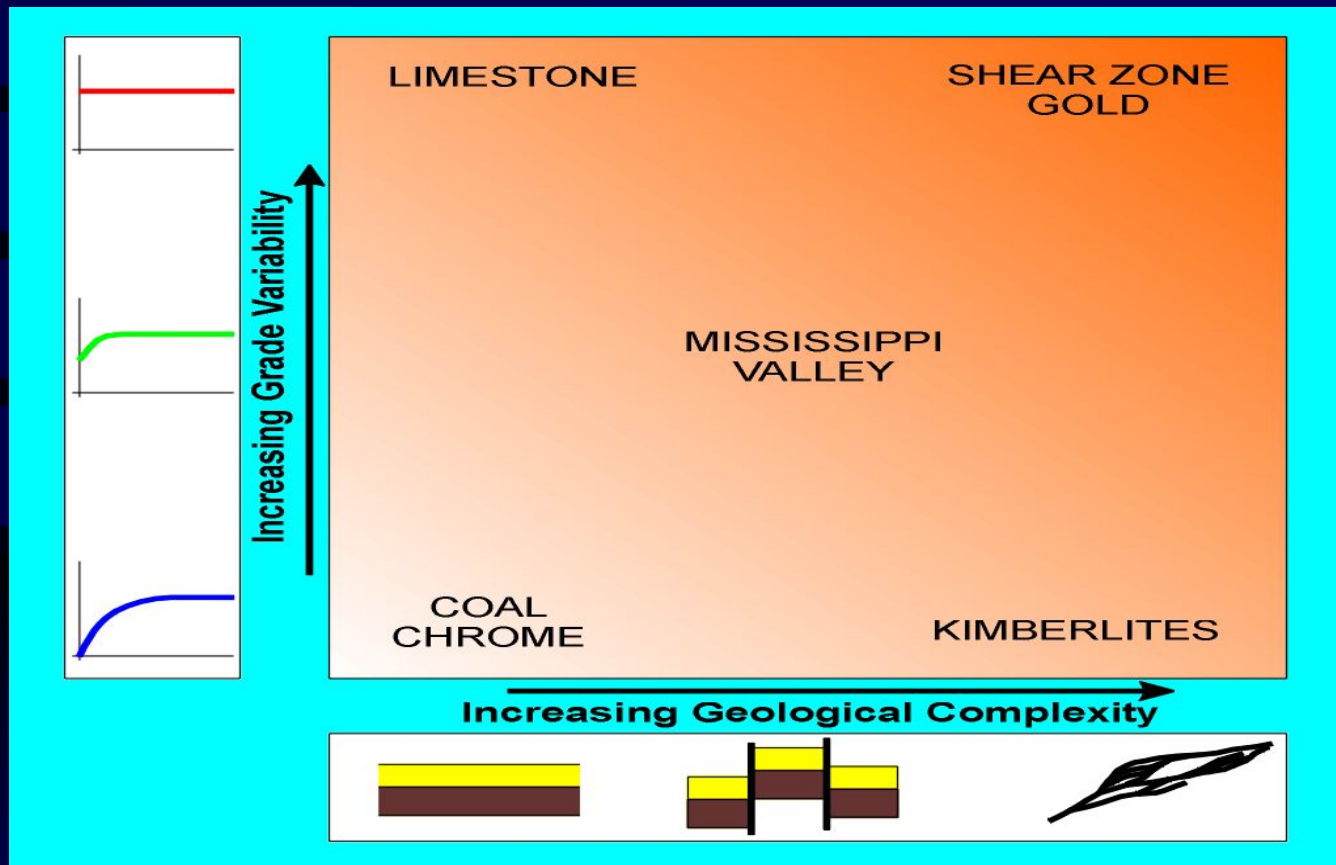 LIMESTONE
SHEAR ZONE
GOLD
Increasing Grade Variability
MISSISSIPPI
VALLEY
COAL
CHROME
KIMBERLITES
Increasing Geological Complexity